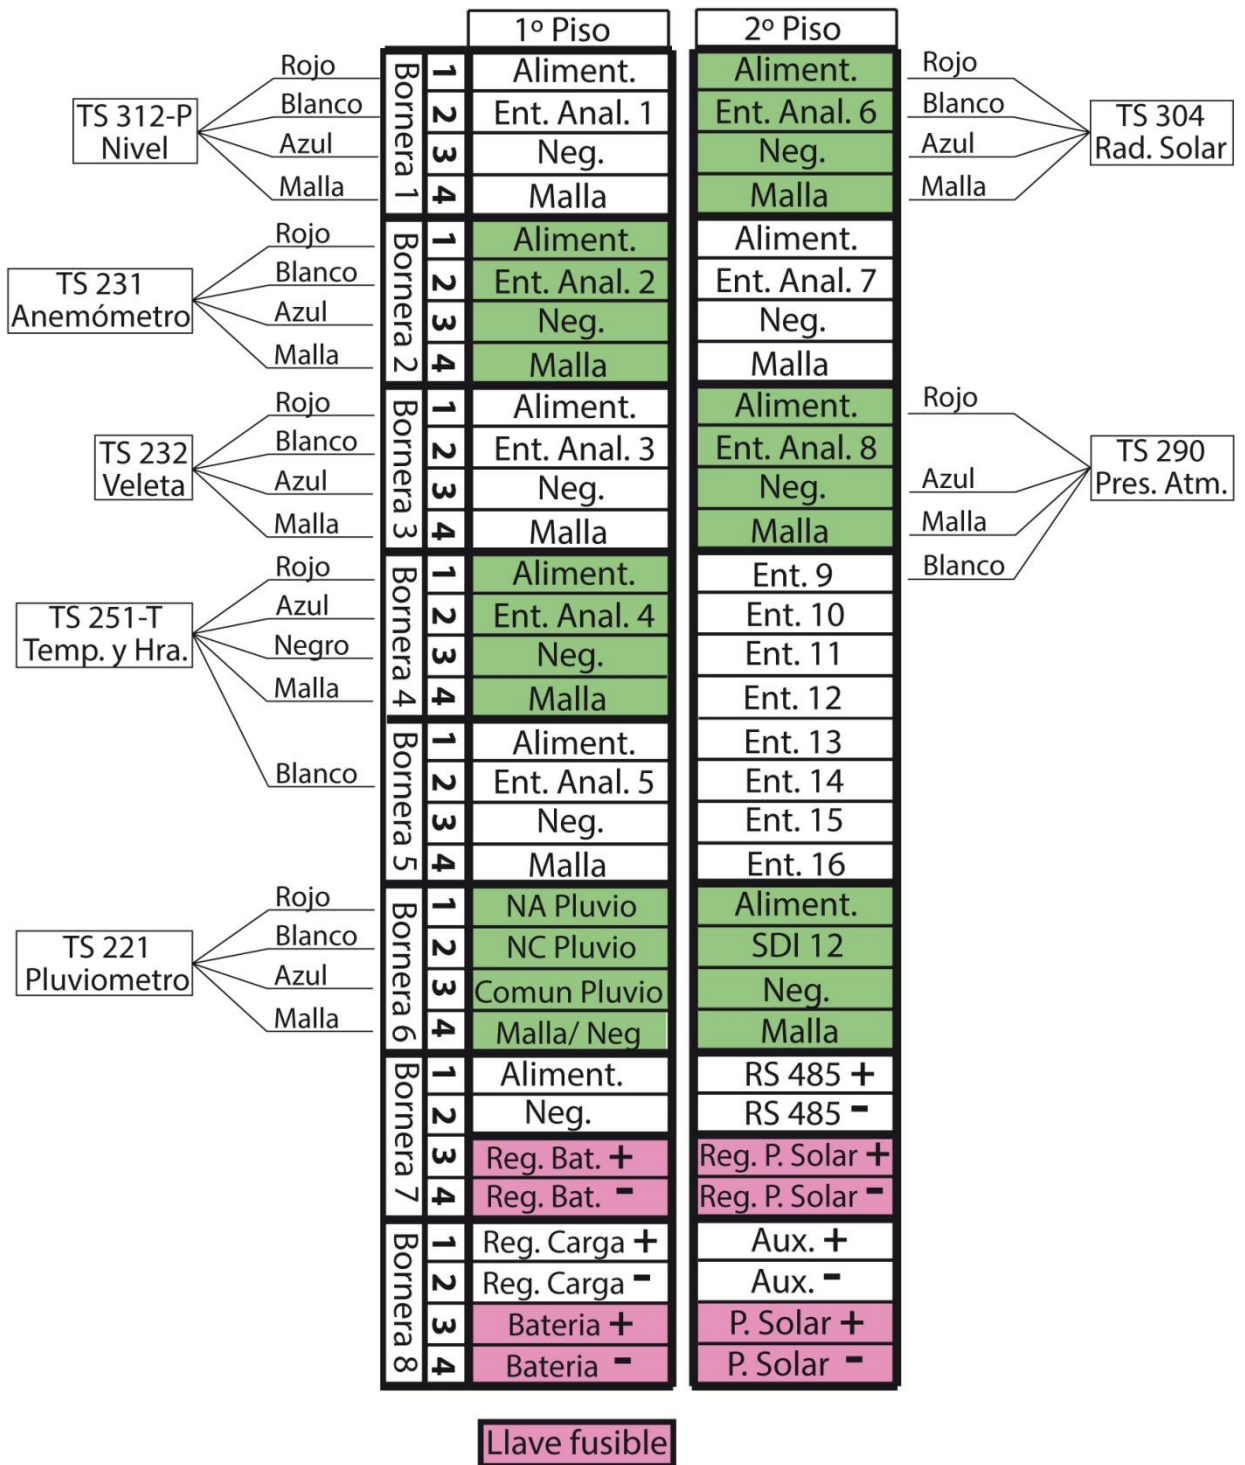 1º Piso
2º Piso
TS 312-P
Nivel
Rojo
Blanco
Azul
Malla
Bornera 1
1 Aliment.
2 Ent. Anal. 1
3 Neg.
4 Malla
Aliment.
Ent. Anal. 6
Neg.
Malla
Rojo
Blanco
Azul
Malla
TS 304
Rad. Solar
TS 231
Anemómetro
Rojo
Blanco
Azul
Malla
Bornera 2
1 Aliment.
2 Ent. Anal. 2
3 Neg.
4 Malla
Aliment.
Ent. Anal. 7
Neg.
Malla
TS 232
Veleta
Rojo
Blanco
Azul
Malla
Bornera 3
1 Aliment.
2 Ent. Anal. 3
3 Neg.
4 Malla
Aliment.
Ent. Anal. 8
Neg.
Malla
Rojo
Azul
Malla
Blanco
TS 290
Pres. Atm.
TS 251-T
Temp. y Hra.
Rojo
Azul
Negro
Malla
Blanco
Bornera 4
1 Aliment.
2 Ent. Anal. 4
3 Neg.
4 Malla
Ent. 9
Ent. 10
Ent. 11
Ent. 12
Bornera 5
1 Aliment.
2 Ent. Anal. 5
3 Neg.
4 Malla
Ent. 13
Ent. 14
Ent. 15
Ent. 16
TS 221
Pluviometro
Rojo
Blanco
Azul
Malla
Bornera 6
1 NA Pluvio
2 NC Pluvio
3 Comun Pluvio
4 Malla/ Neg
Aliment.
SDI 12
Neg.
Malla
Bornera 7
1 Aliment.
2 Neg.
3 Reg. Bat. +
4 Reg. Bat. -
RS 485 +
RS 485 -
Reg. P. Solar +
Reg. P. Solar -
Bornera 8
1 Reg. Carga +
2 Reg. Carga -
3 Bateria +
4 Bateria -
Aux. +
Aux. -
P. Solar +
P. Solar -
Llave fusible